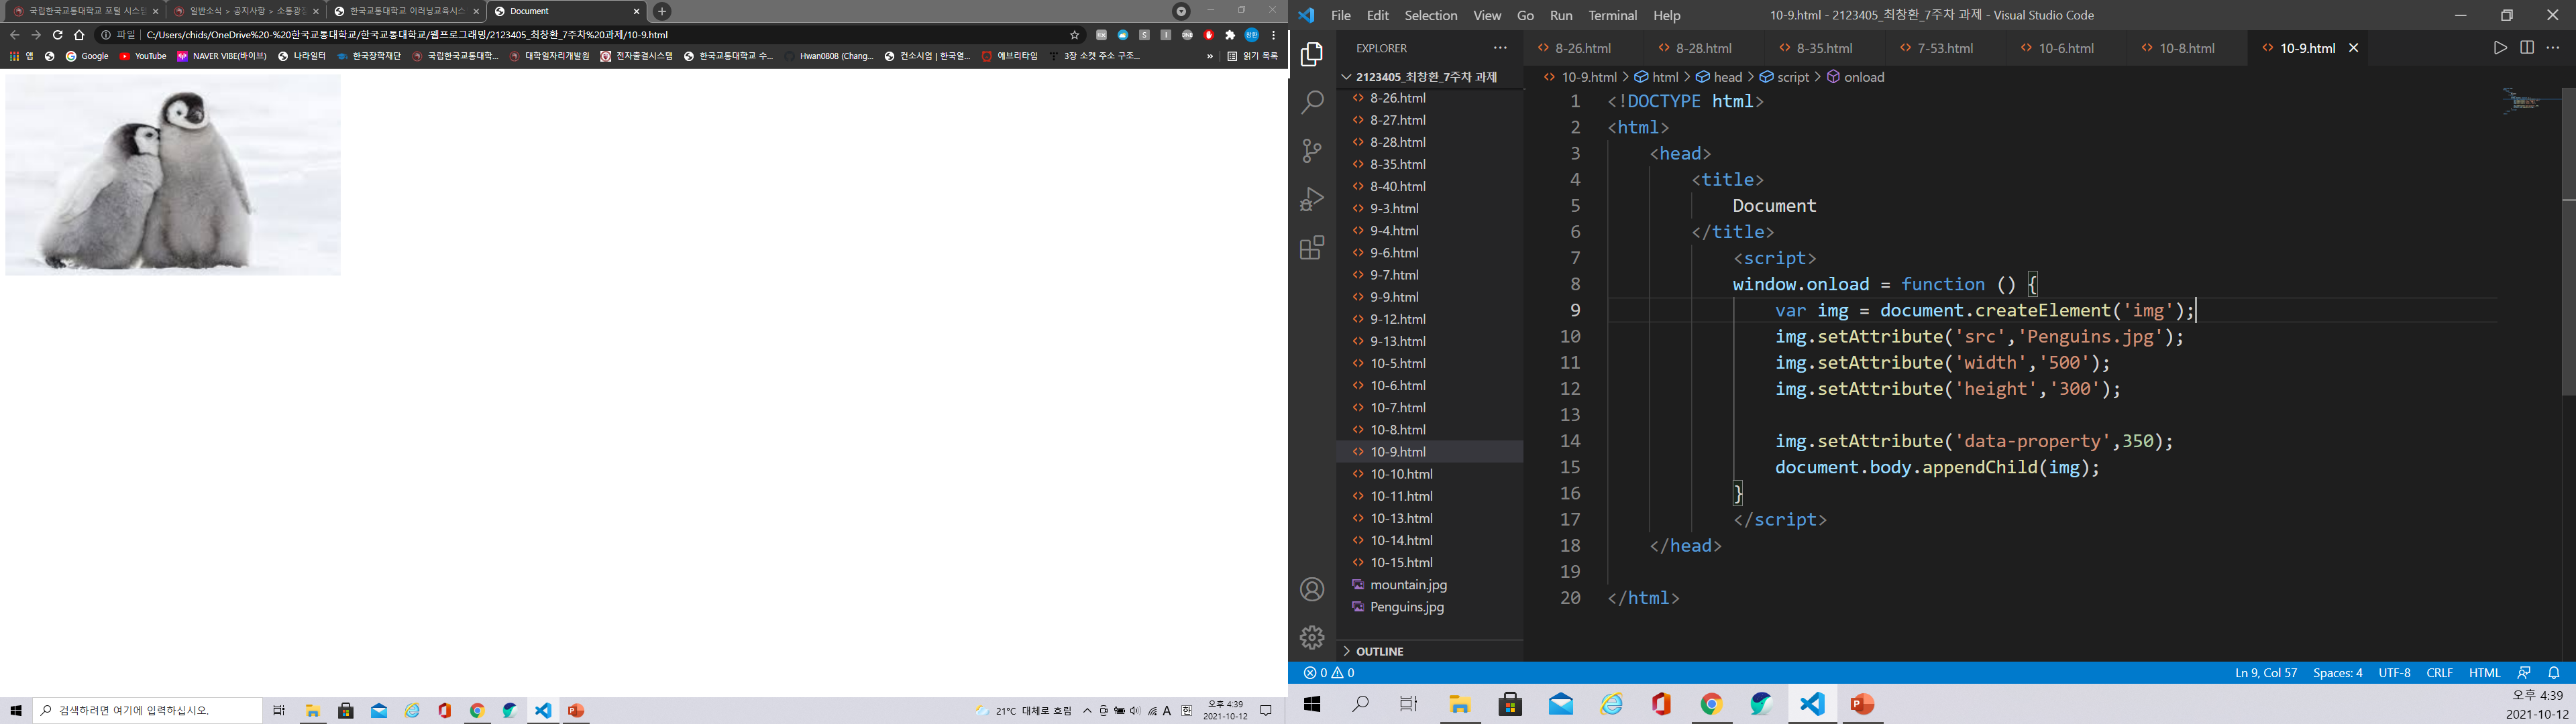 국립한국교통대학교 포털 시스템
일반소식 > 공지사항 > 소통광장
한국교통대학교 이러닝교육시스
Document
파일 | C:/Users/chids/OneDrive%20-%20한국교통대학교/한국교통대학교/웹프로그래밍/2123405_최창환_7주차%20과제/10-9.html
앱
Google
YouTube
NAVER VIBE(바이브)
나라일터
한국장학재단
국립한국교통대학...
대학일자리개발원
전자출결시스템
한국교통대학교 수...
Hwan0808 (Chang...
컨소시엄 | 한국열...
에브리타임
3장 소켓 주소 구조...
»
읽기 목록
검색하려면 여기에 입력하십시오.
21°C 대체로 흐림
A
한
오후 4:39
2021-10-12
File Edit Selection View Go Run Terminal Help
10-9.html - 2123405_최창환_7주차 과제 - Visual Studio Code
EXPLORER
8-26.html
8-28.html
8-35.html
7-53.html
10-6.html
10-8.html
10-9.html
2123405_최창환_7주차 과제
10-9.html > html > head > script > onload
8-26.html
8-27.html
8-28.html
8-35.html
8-40.html
9-3.html
9-4.html
9-6.html
9-7.html
9-9.html
9-12.html
9-13.html
10-5.html
10-6.html
10-7.html
10-8.html
10-9.html
10-10.html
10-11.html
10-13.html
10-14.html
10-15.html
mountain.jpg
Penguins.jpg
OUTLINE
1 <!DOCTYPE html>
2 <html>
3 <head>
4 <title>
5 Document
6 </title>
7 <script>
8 window.onload = function () {
9 var img = document.createElement('img');
10 img.setAttribute('src','Penguins.jpg');
11 img.setAttribute('width','500');
12 img.setAttribute('height','300');
13
14 img.setAttribute('data-property',350);
15 document.body.appendChild(img);
16 }
17 </script>
18 </head>
19
20 </html>
0 0
Ln 9, Col 57
Spaces: 4
UTF-8
CRLF
HTML
오후 4:39
2021-10-12